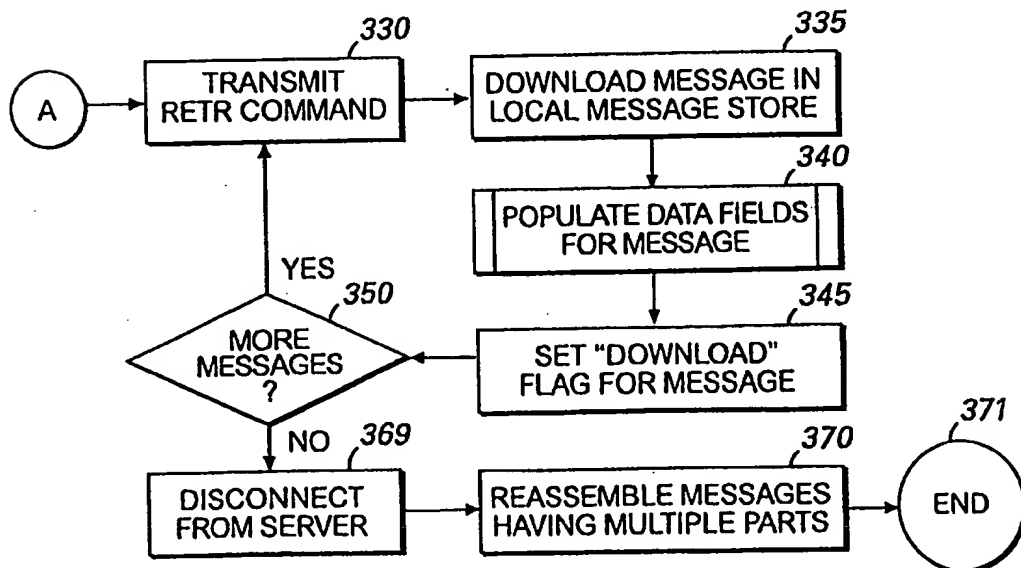 330
335
A
TRANSMIT
RETR COMMAND
DOWNLOAD MESSAGE IN
LOCAL MESSAGE STORE
340
POPULATE DATA FIELDS
FOR MESSAGE
YES
350
345
MORE
MESSAGES
?
SET "DOWNLOAD"
FLAG FOR MESSAGE
NO
369
370
371
DISCONNECT
FROM SERVER
REASSEMBLE MESSAGES
HAVING MULTIPLE PARTS
END